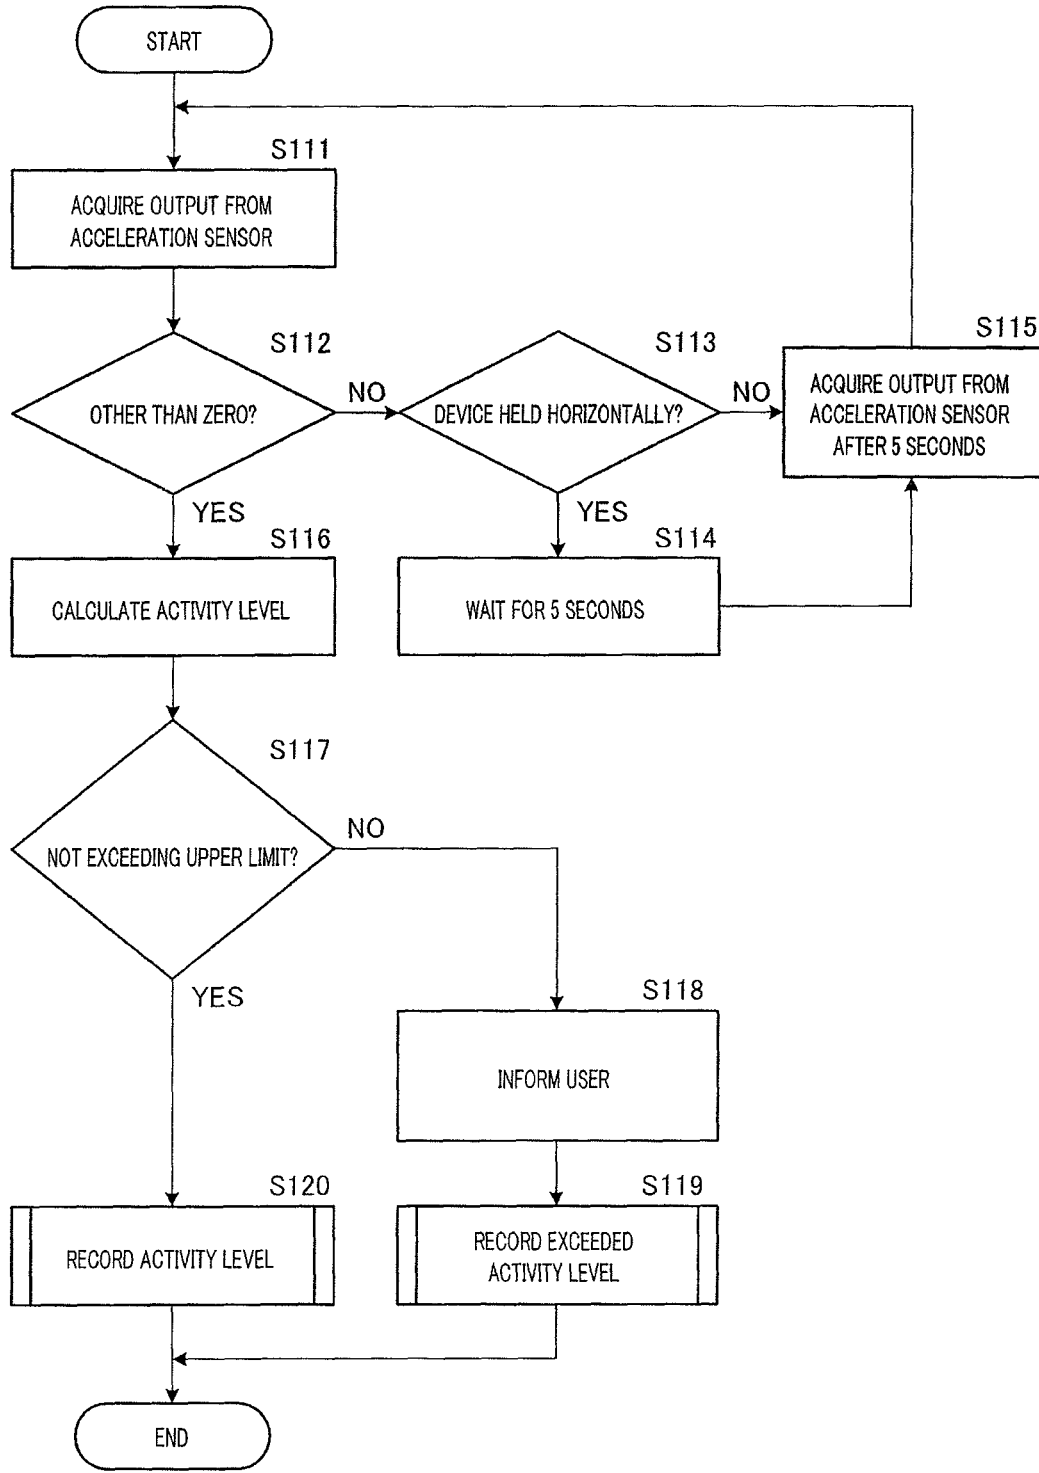 START
S111
ACQUIRE OUTPUT FROM
ACCELERATION SENSOR
S112
OTHER THAN ZERO?
NO
YES
S113
DEVICE HELD HORIZONTALLY?
NO
YES
S115
ACQUIRE OUTPUT FROM
ACCELERATION SENSOR
AFTER 5 SECONDS
S114
WAIT FOR 5 SECONDS
S116
CALCULATE ACTIVITY LEVEL
S117
NOT EXCEEDING UPPER LIMIT?
NO
YES
S118
INFORM USER
S119
RECORD EXCEEDED
ACTIVITY LEVEL
S120
RECORD ACTIVITY LEVEL
END